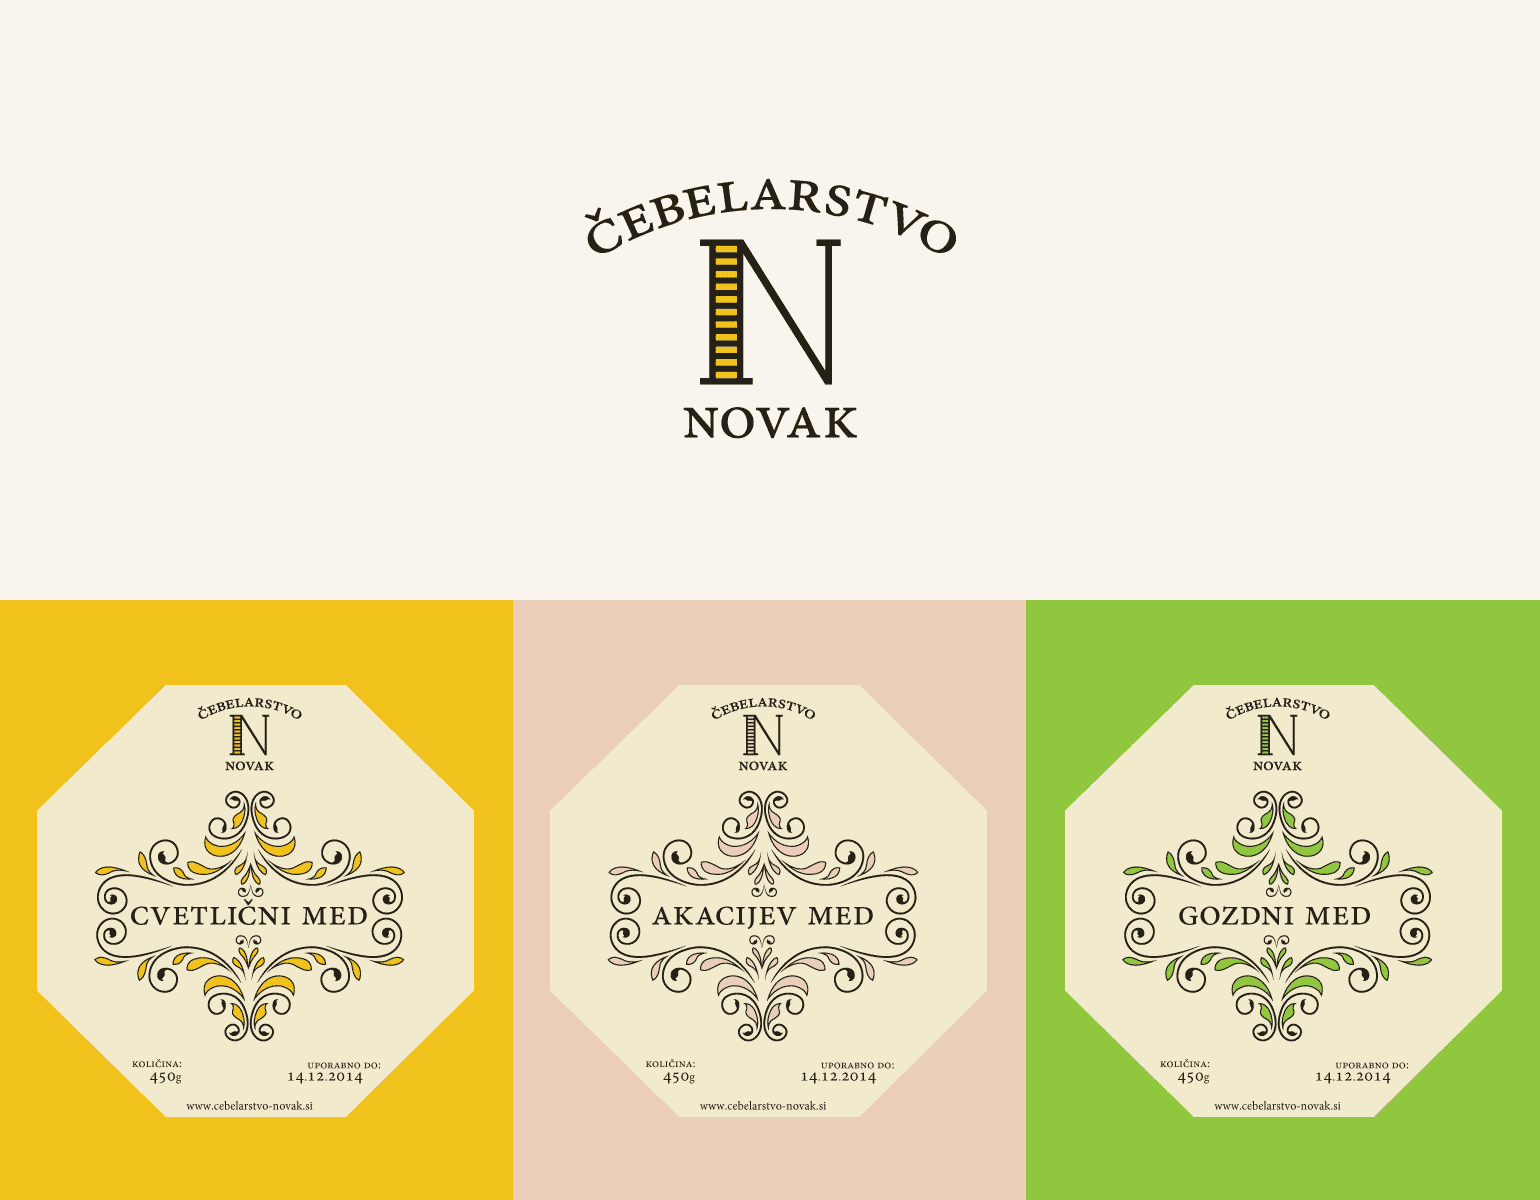 ČEBELARSTVO
N
NOVAK
ČEBELARSTVO
N
NOVAK
CVETLIČNI MED
KOLIČINA:
450g
UPORABNO DO:
14.12.2014
www.cebelarstvo-novak.si
ČEBELARSTVO
N
NOVAK
AKACIJEV MED
KOLIČINA:
450g
UPORABNO DO:
14.12.2014
www.cebelarstvo-novak.si
ČEBELARSTVO
N
NOVAK
GOZDNI MED
KOLIČINA:
450g
UPORABNO DO:
14.12.2014
www.cebelarstvo-novak.si